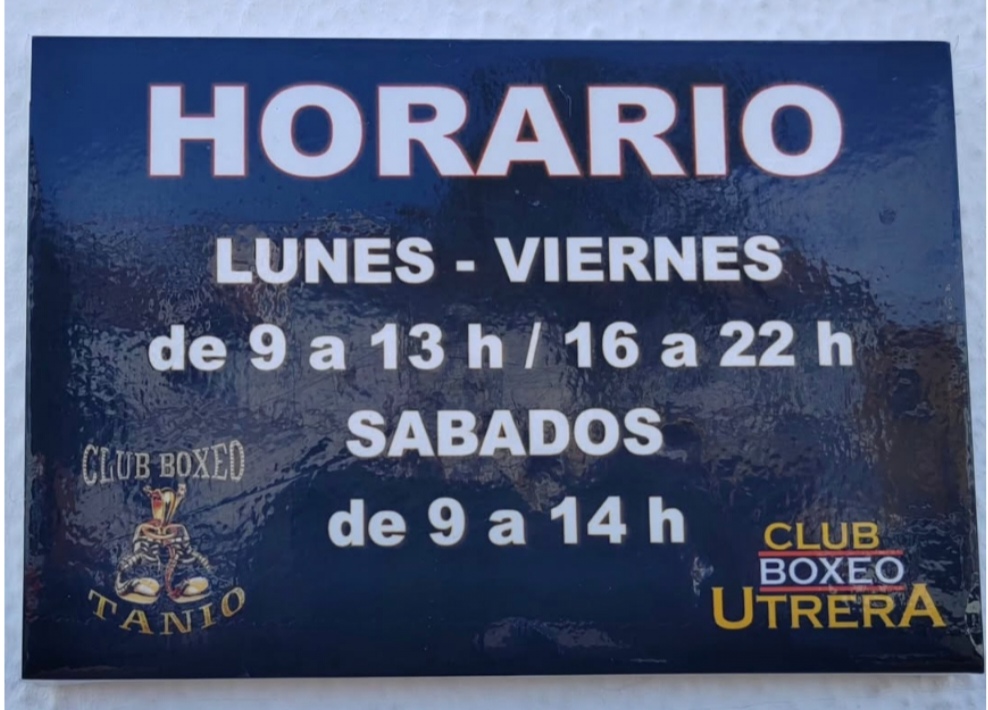 HORARIO
LUNES - VIERNES
de 9 a 13 h / 16 a 22 h
SABADOS
de 9 a 14 h
CLUB BOXEO
TANIO
CLUB
BOXEO
UTRERA